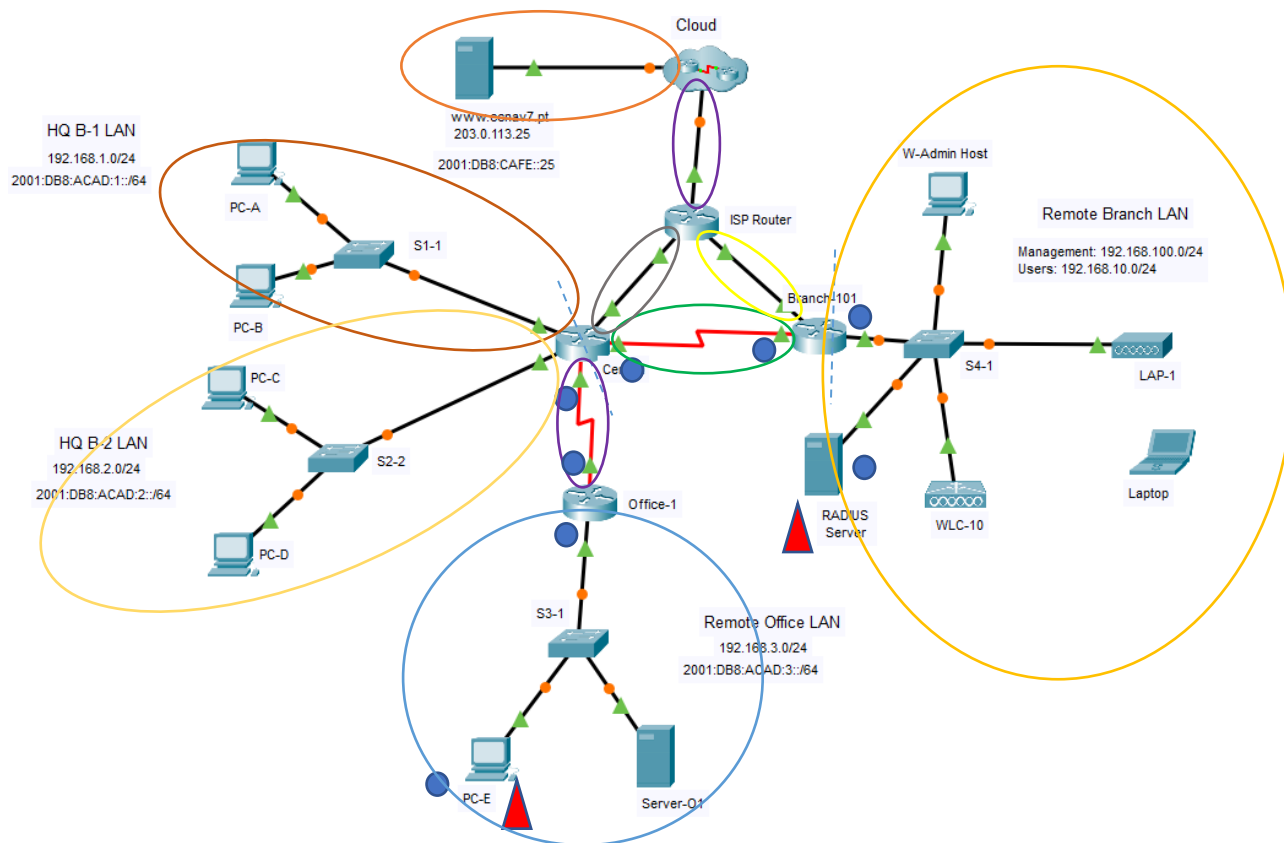 Cloud
203.0.113.25
2001:DB8:CAFE::25
HQ B-1 LAN
192.168.1.0/24
2001:DB8:ACAD:1::/64
PC-A
S1-1
PC-B
W-Admin Host
ISP Router
Remote Branch LAN
Management: 192.168.100.0/24
Users: 192.168.10.0/24
Branch-101
S4-1
LAP-1
PC-C
HQ B-2 LAN
192.168.2.0/24
2001:DB8:ACAD:2::/64
S2-2
PC-D
Office-1
RADIUS
Server
WLC-10
Laptop
S3-1
Remote Office LAN
192.168.3.0/24
2001:DB8:ACAD:3::/64
PC-E
Server-O1